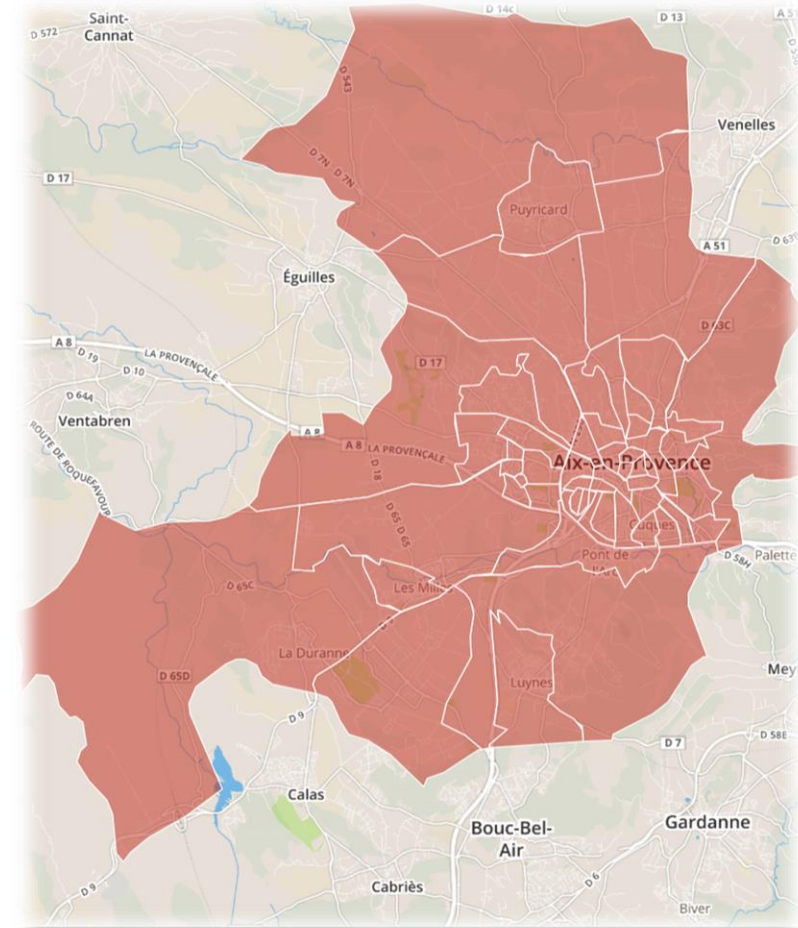 D 14c
Saint-
Cannat
D 13
A 51
D 572
D 543
Venelles
D 7N
D 7N
D 17
Puyricard
A 51
Éguilles
D 63C
A 8
D 19
LA PROVENÇALE
D 10
D 17
D 64A
Ventabren
A 8
A 8
LA PROVENÇALE
ROUTE DE ROQUEFAVOUR
D 18
Aix-en-Provence
D 65
D 65
Cuques
Pont de
l'Arc
D 58H
Palette
D 65C
Les Milles
La Duranne
D 65D
Luynes
Mey
D 9
D 7
D 58E
Calas
Bouc-Bel-
Air
Gardanne
D 9
Cabriès
D 6
Biver